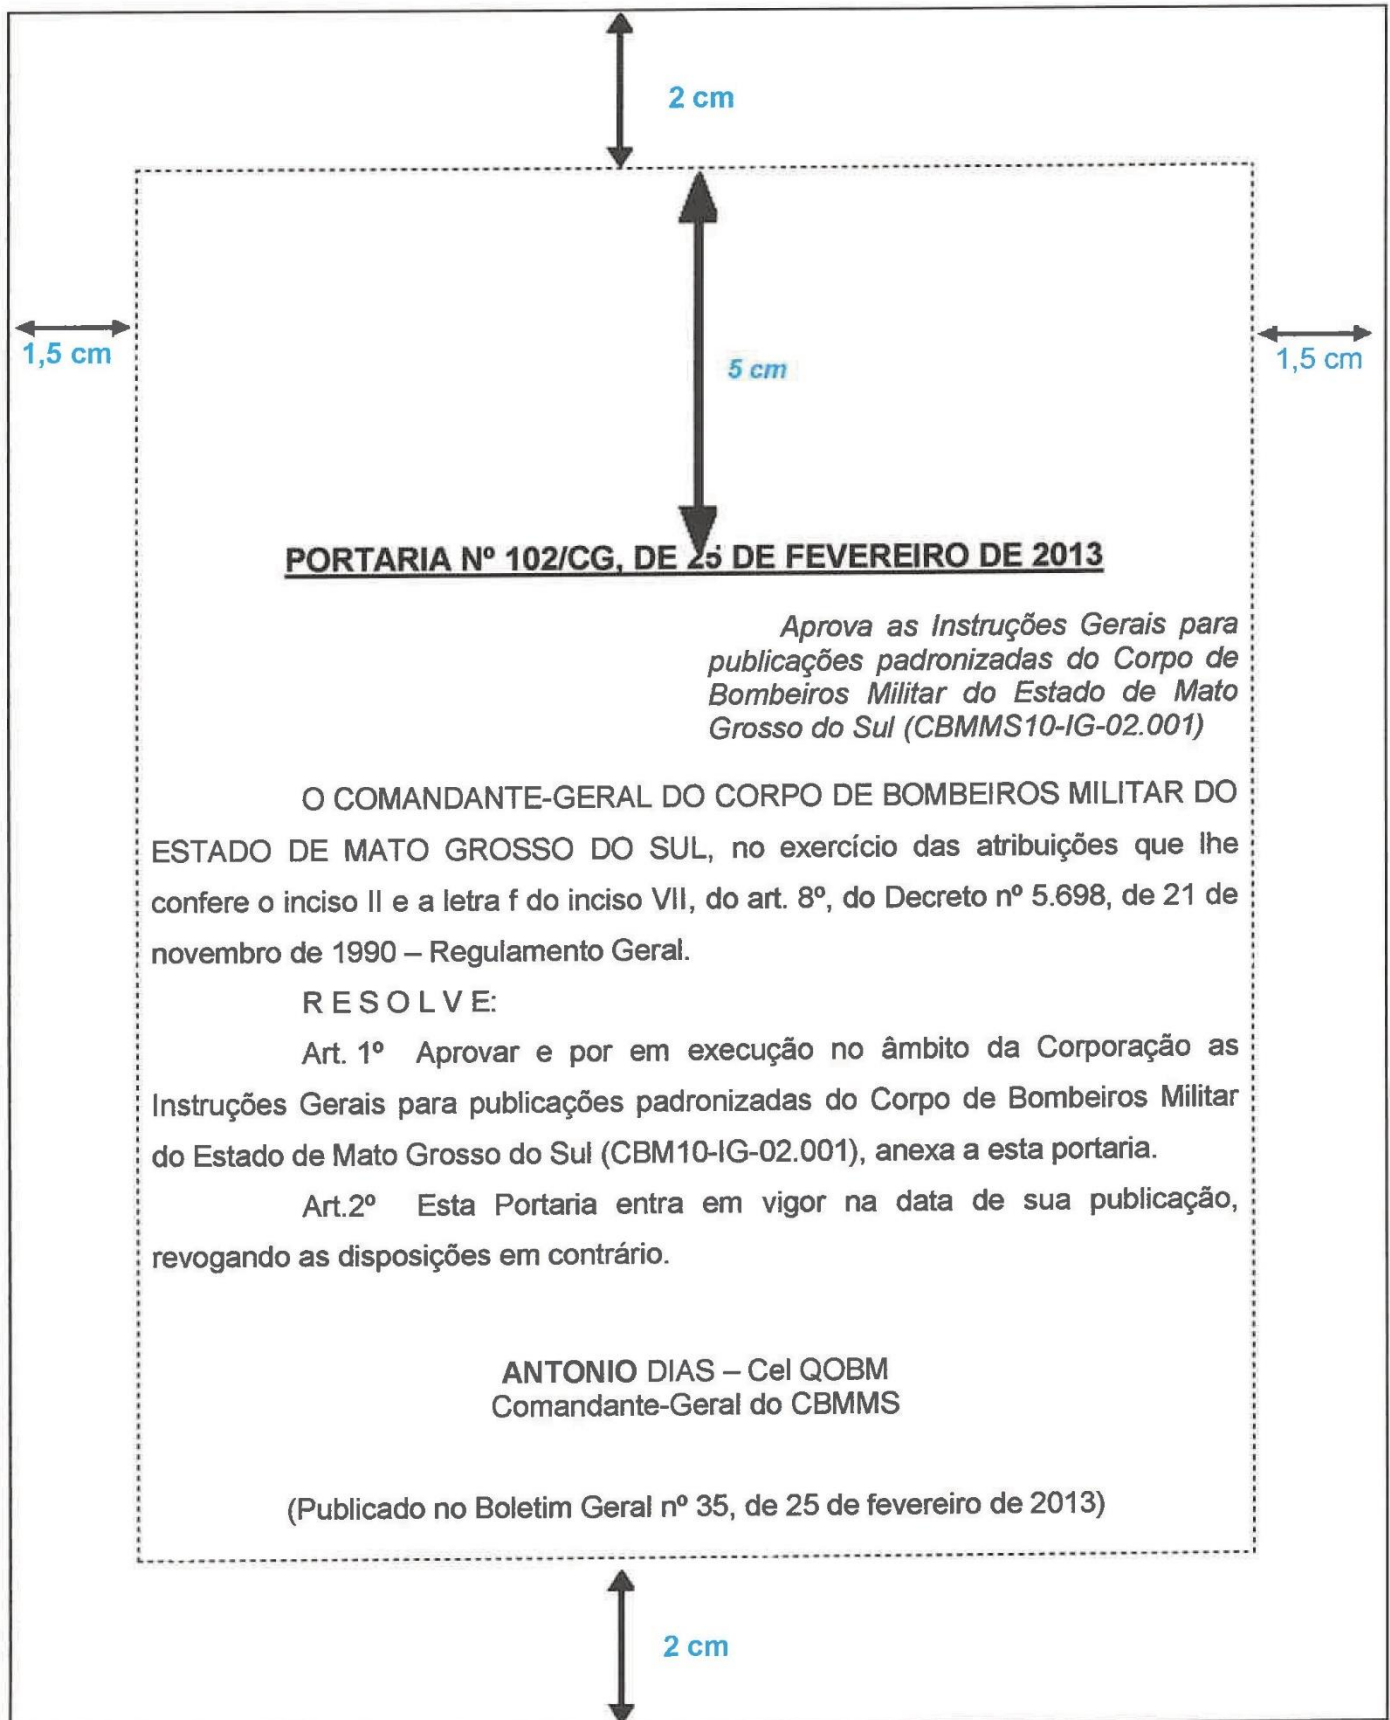 2 cm
1,5 cm
5 cm
1,5 cm
PORTARIA Nº 102/CG, DE 25 DE FEVEREIRO DE 2013
Aprova as Instruções Gerais para
publicações padronizadas do Corpo de
Bombeiros Militar do Estado de Mato
Grosso do Sul (CBMMS10-IG-02.001)
O COMANDANTE-GERAL DO CORPO DE BOMBEIROS MILITAR DO
ESTADO DE MATO GROSSO DO SUL, no exercício das atribuições que lhe
confere o inciso II e a letra f do inciso VII, do art. 8º, do Decreto nº 5.698, de 21 de
novembro de 1990 – Regulamento Geral.
R E S O L V E:
Art. 1º Aprovar e por em execução no âmbito da Corporação as
Instruções Gerais para publicações padronizadas do Corpo de Bombeiros Militar
do Estado de Mato Grosso do Sul (CBM10-IG-02.001), anexa a esta portaria.
Art.2º Esta Portaria entra em vigor na data de sua publicação,
revogando as disposições em contrário.
ANTONIO DIAS – Cel QOBM
Comandante-Geral do CBMMS
(Publicado no Boletim Geral nº 35, de 25 de fevereiro de 2013)
2 cm